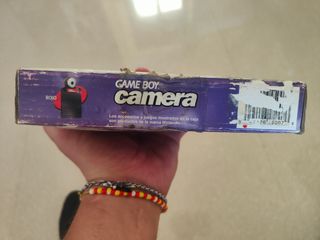 ROJO
GAME BOY
camera
Los accesorios y juegos mostrados en la caja
son productos de la marca Nintendo.